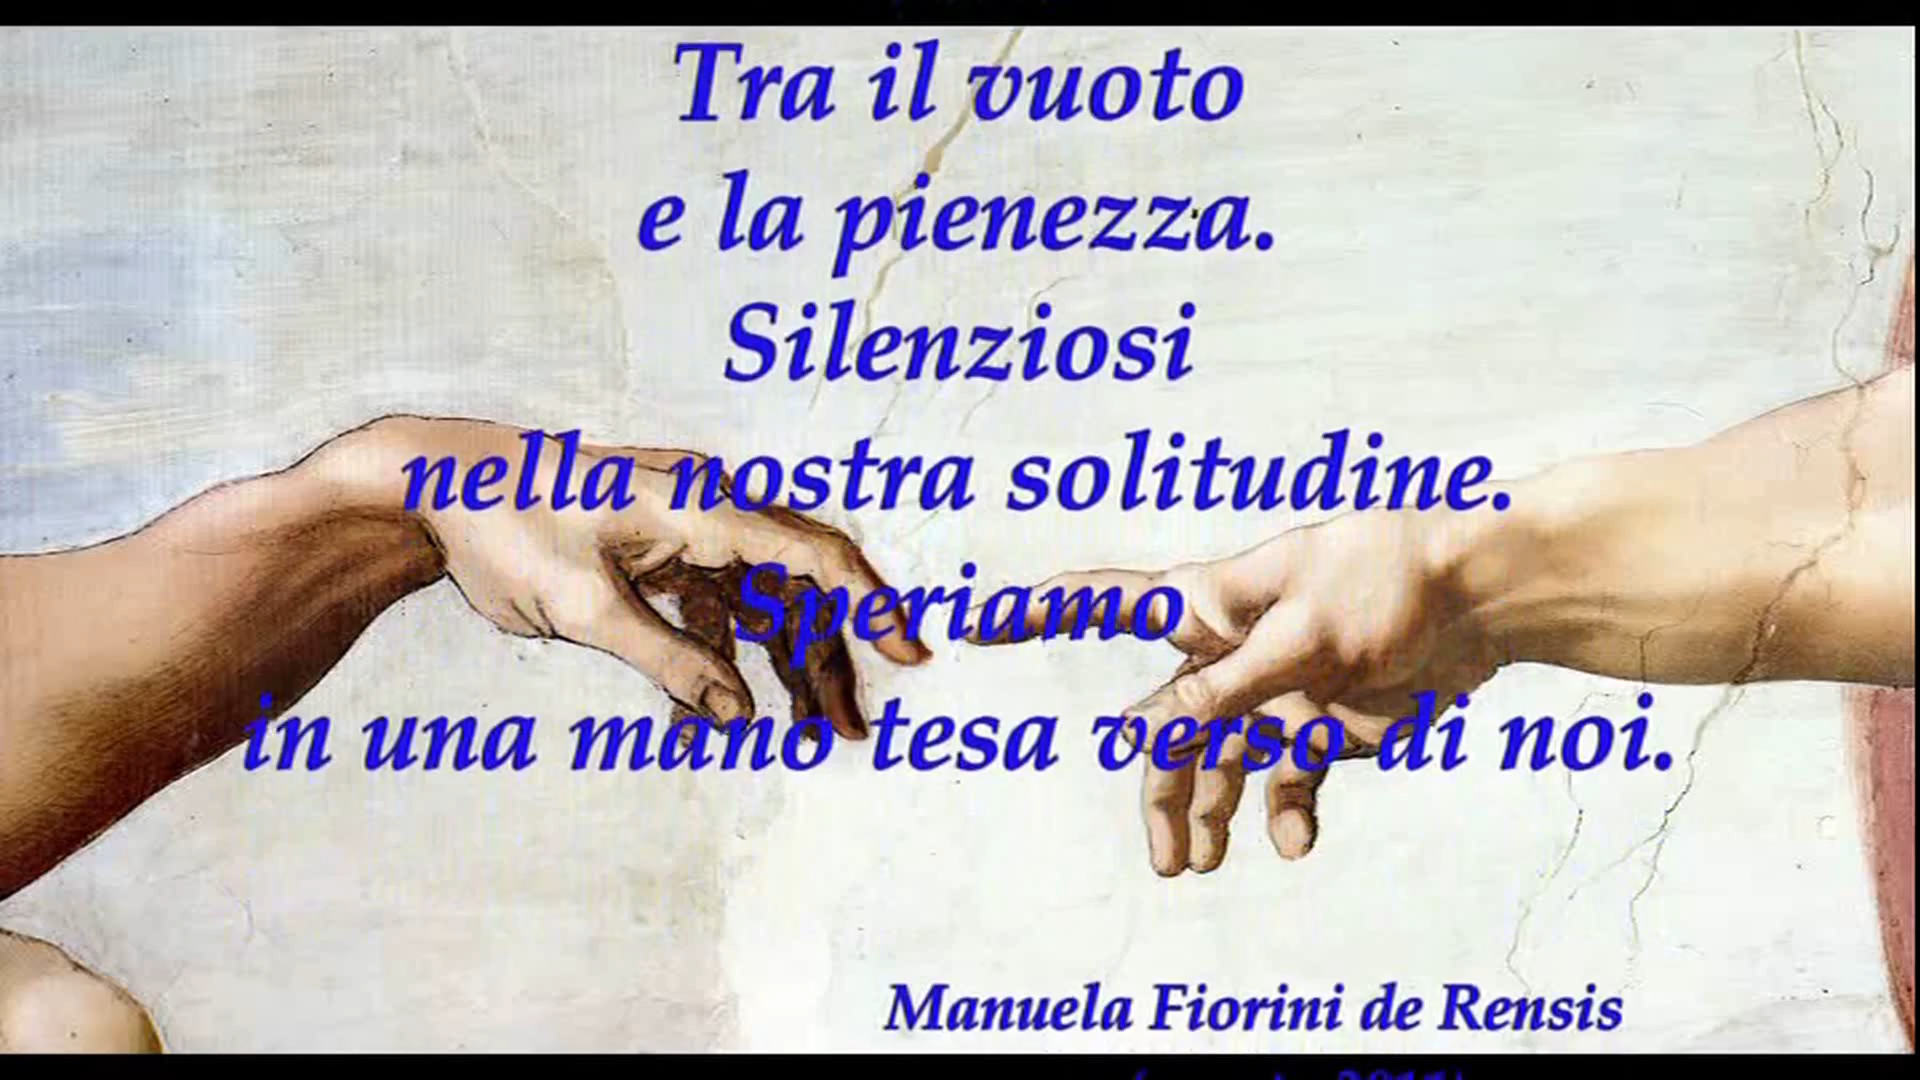 Tra il vuoto
e la pienezza.
Silenziosi
nella nostra solitudine.
Speriamo
in una mano tesa verso di noi.
Manuela Fiorini de Rensis